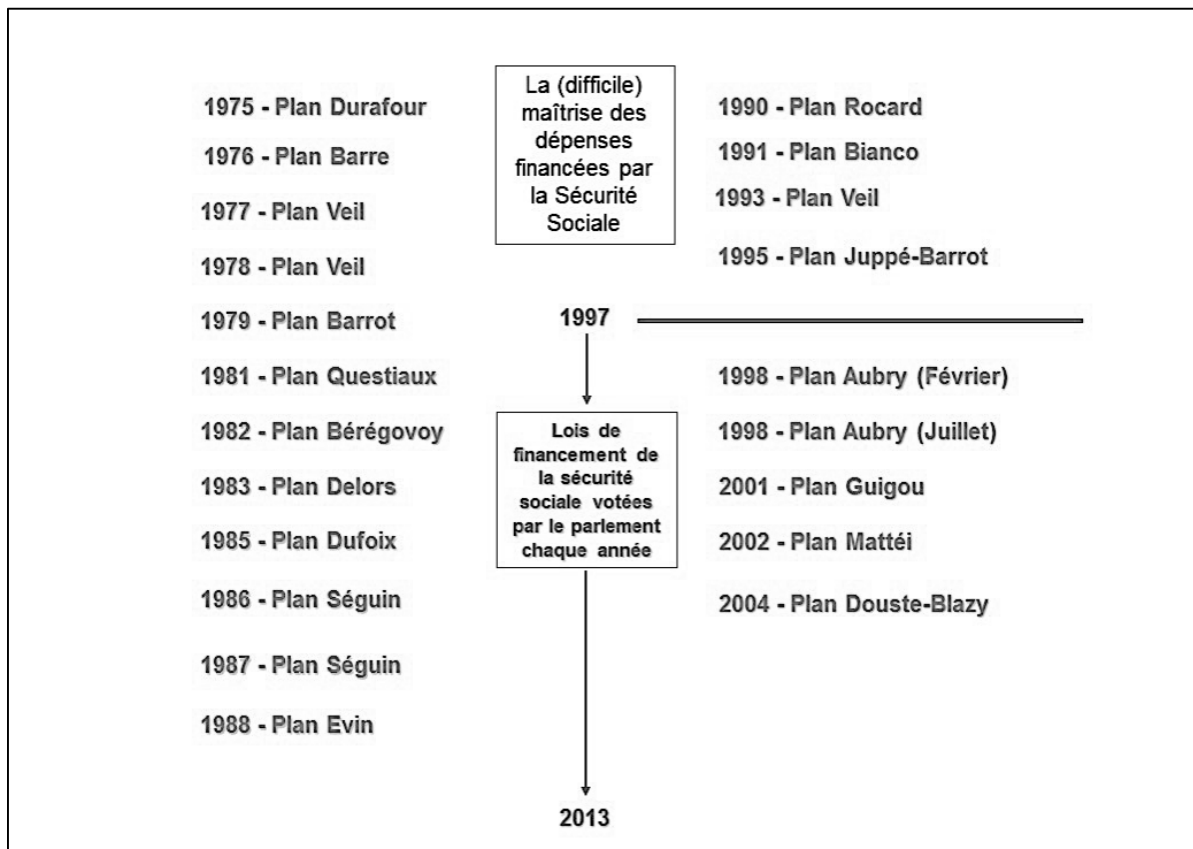 La (difficile)
maîtrise des
dépenses
financées par
la Sécurité
Sociale
1975 - Plan Durafour
1976 - Plan Barre
1977 - Plan Veil
1978 - Plan Veil
1979 - Plan Barrot
1981 - Plan Questiaux
1982 - Plan Bérégovoy
1983 - Plan Delors
1985 - Plan Dufoix
1986 - Plan Séguin
1987 - Plan Séguin
1988 - Plan Evin
1990 - Plan Rocard
1991 - Plan Bianco
1993 - Plan Veil
1995 - Plan Juppé-Barrot
1997
Lois de
financement de
la sécurité
sociale votées
par le parlement
chaque année
1998 - Plan Aubry (Février)
1998 - Plan Aubry (Juillet)
2001 - Plan Guigou
2002 - Plan Mattéi
2004 - Plan Douste-Blazy
2013